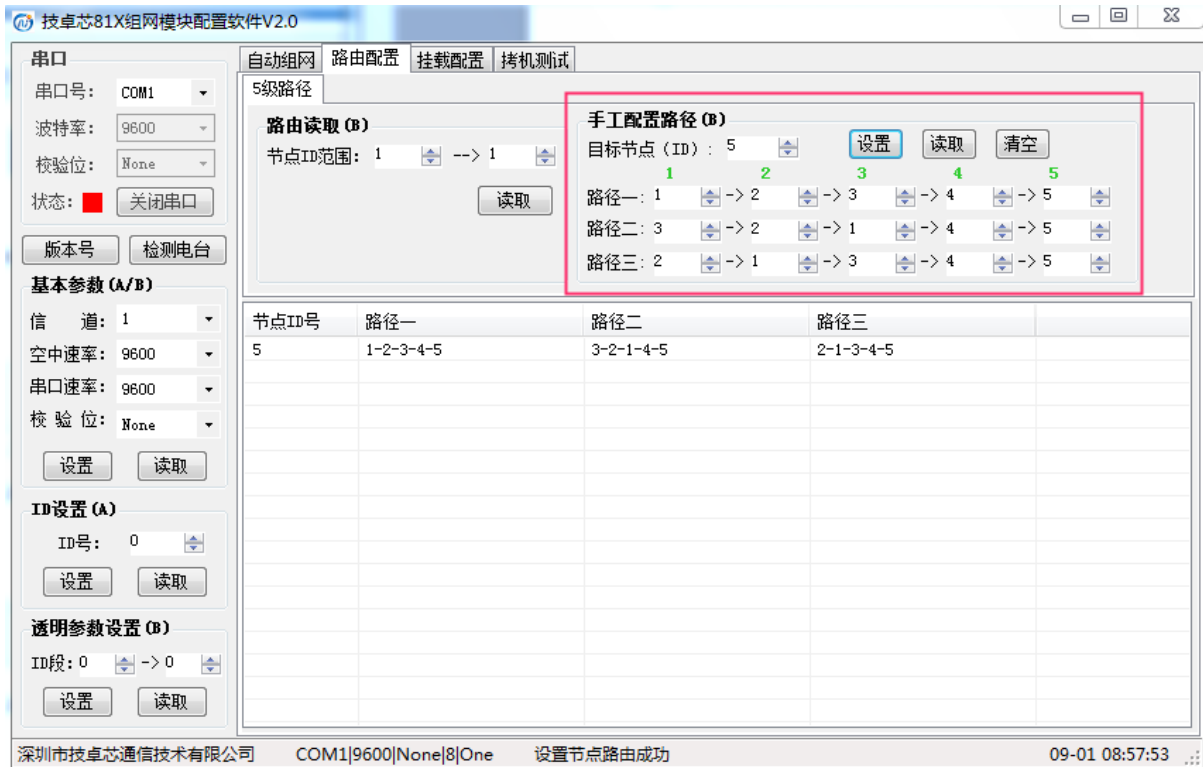 技卓芯81X组网模块配置软件V2.0
串口
串口号： COM1
波特率： 9600
校验位： None
状态： 关闭串口
版本号 检测电台
基本参数(A/B)
信 道： 1
空中速率： 9600
串口速率： 9600
校 验 位： None
设置 读取
ID设置(A)
ID号： 0
设置 读取
透明参数设置(B)
ID段：0 -> 0
设置 读取
自动组网 路由配置 挂载配置 拷机测试
5级路径
路由读取(B)
节点ID范围： 1 --> 1
读取
手工配置路径(B)
目标节点（ID）： 5 设置 读取 清空
1 2 3 4 5
路径一：1 -> 2 -> 3 -> 4 -> 5
路径二：3 -> 2 -> 1 -> 4 -> 5
路径三：2 -> 1 -> 3 -> 4 -> 5
节点ID号 路径一 路径二 路径三
5 1-2-3-4-5 3-2-1-4-5 2-1-3-4-5
深圳市技卓芯通信技术有限公司 COM1|9600|None|8|One 设置节点路由成功 09-01 08:57:53